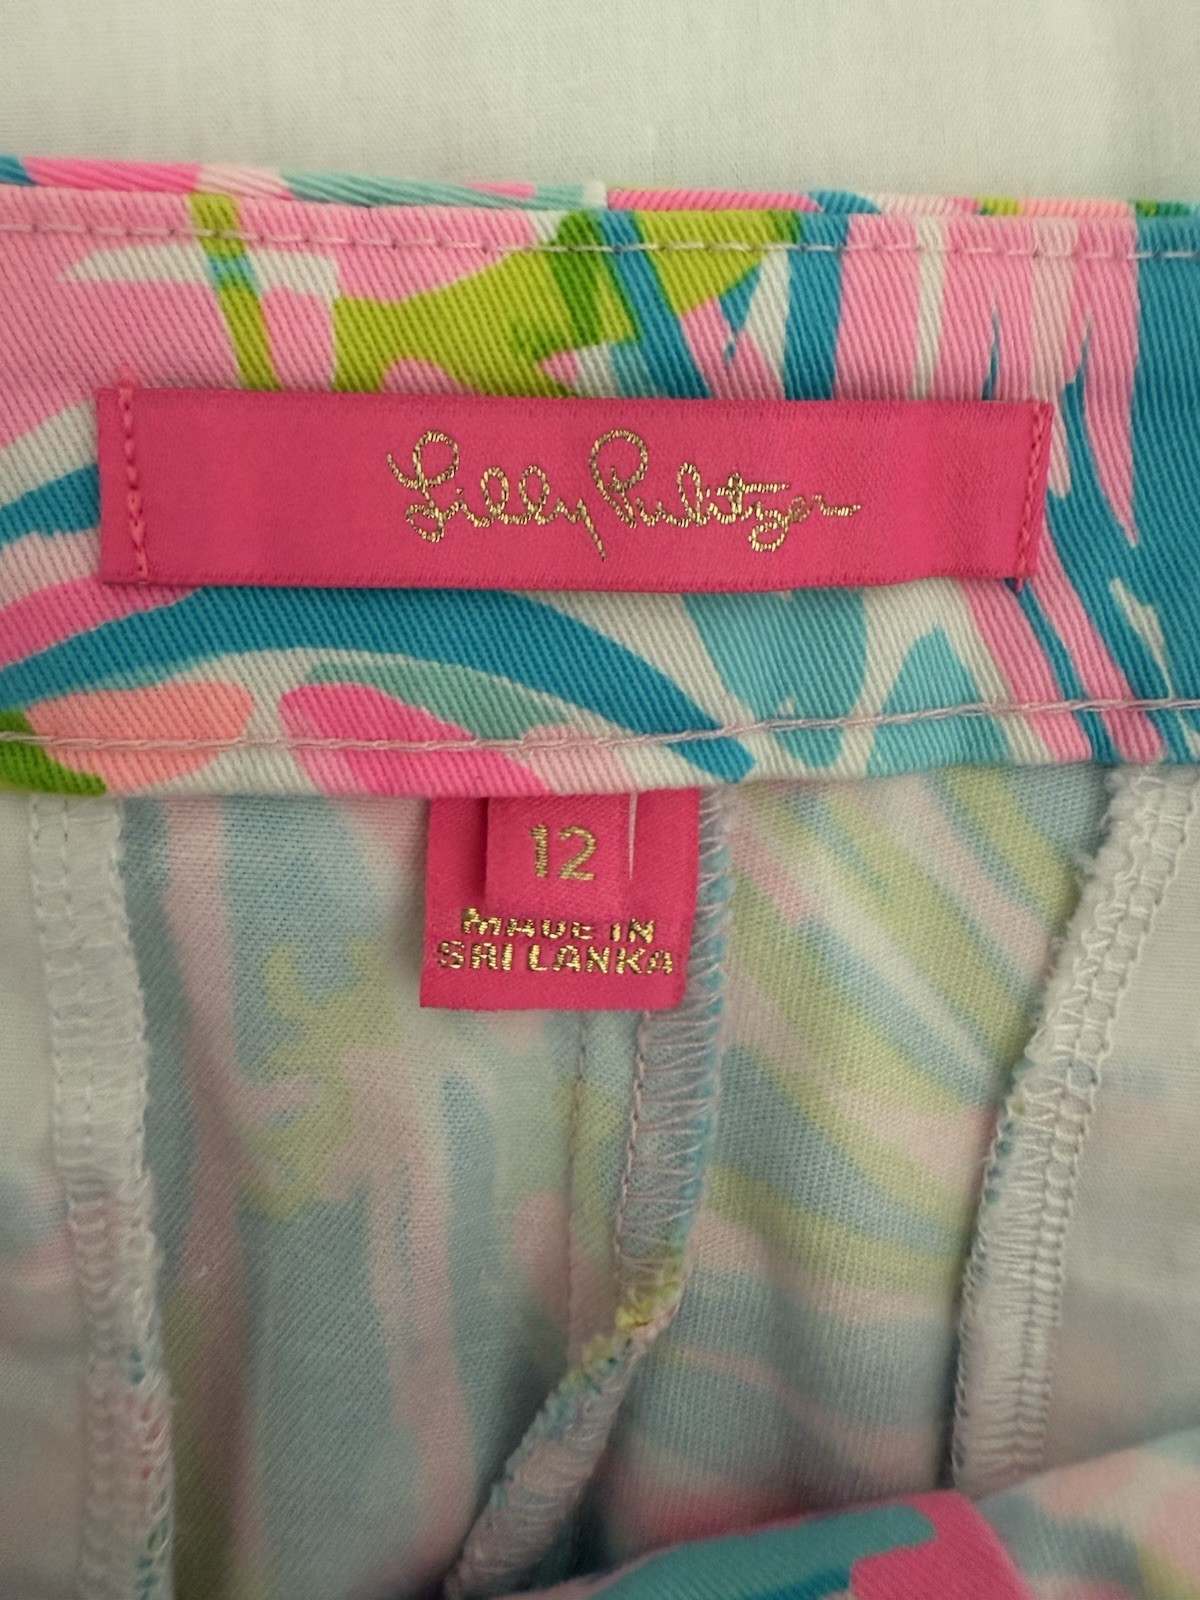 Lilly Pulitzer
12
MADE IN
SRI LANKA